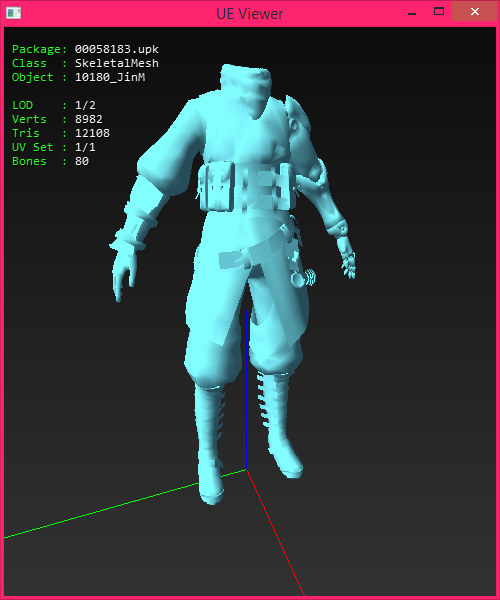 UE Viewer
Package: 00058183.upk
Class : SkeletalMesh
Object : 10180_JinM
LOD : 1/2
Verts : 8982
Tris : 12108
UV Set : 1/1
Bones : 80